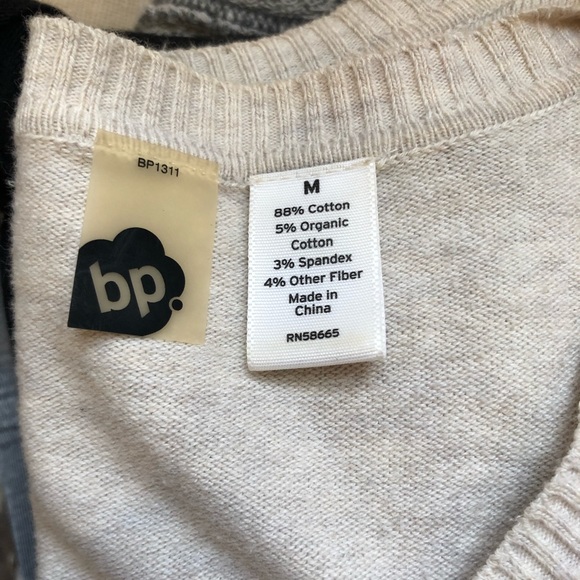 BP1311
bp.
M
88% Cotton
5% Organic
Cotton
3% Spandex
4% Other Fiber
Made in
China
RN58665